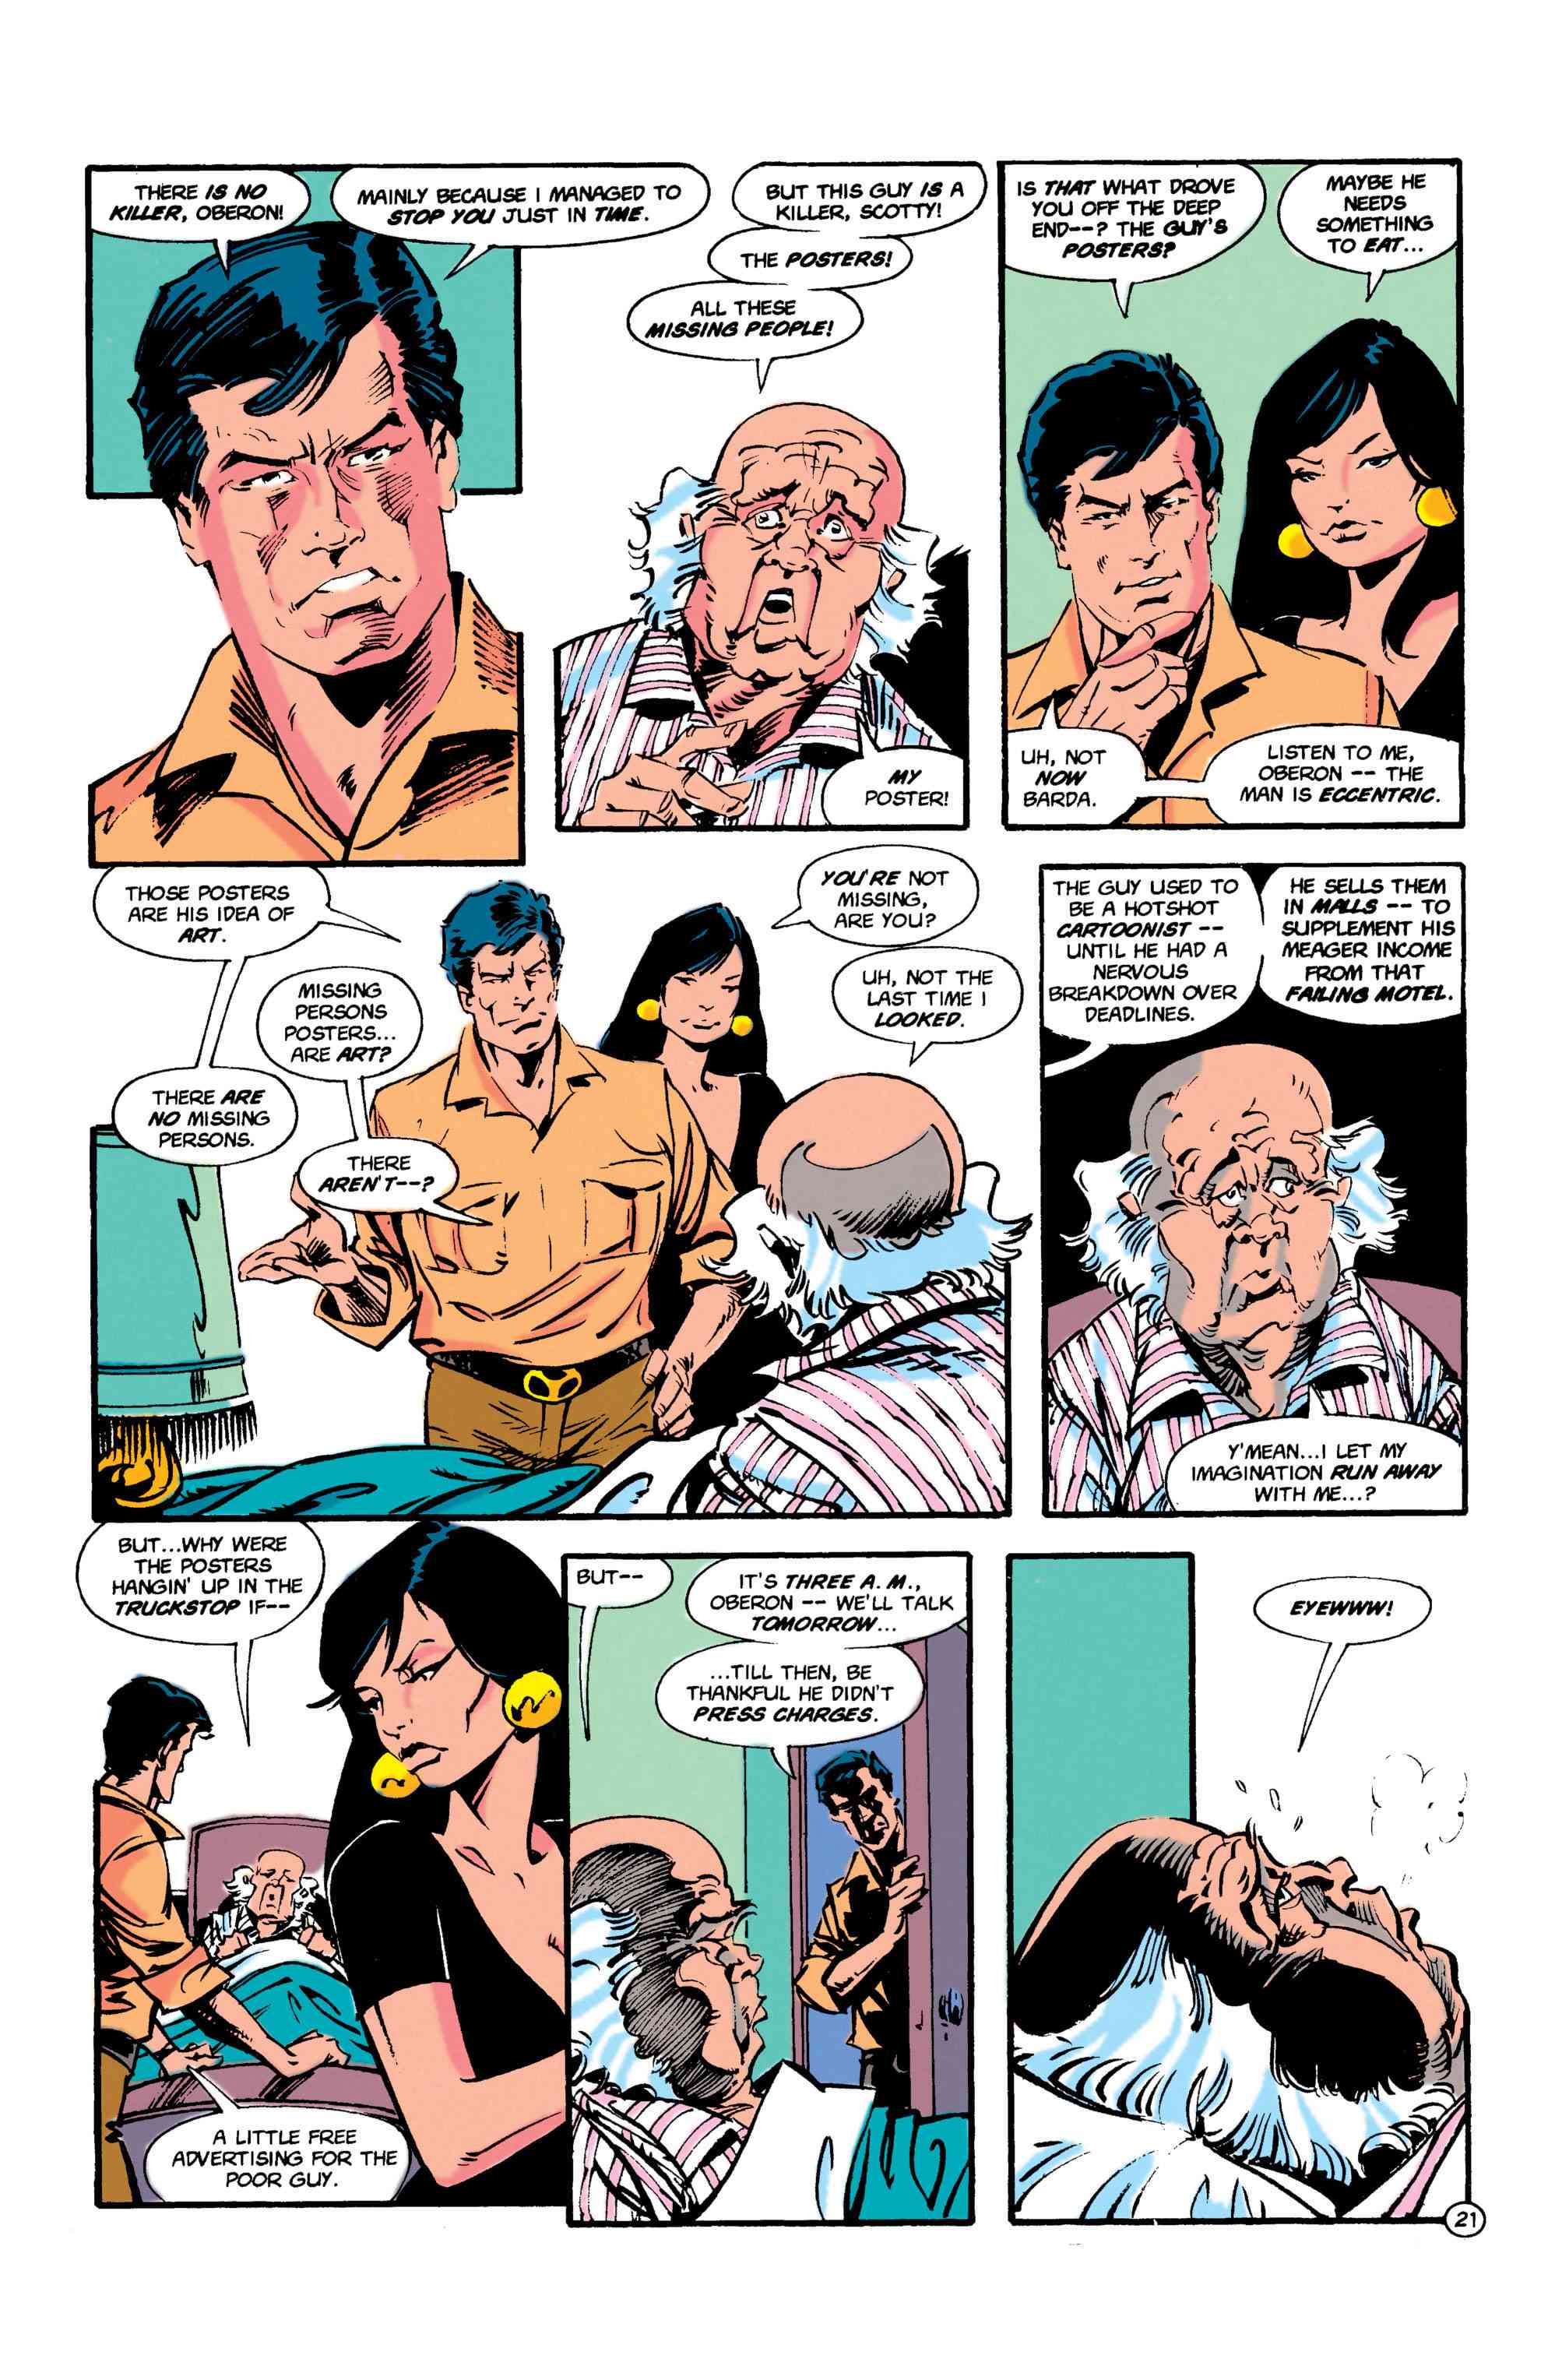 THERE IS NO
KILLER, OBERON!
MAINLY BECAUSE I MANAGED TO
STOP YOU JUST IN TIME.
BUT THIS GUY IS A
KILLER, SCOTTY!
THE POSTERS!
ALL THESE
MISSING PEOPLE!
MY
POSTER!
IS THAT WHAT DROVE
YOU OFF THE DEEP
END--? THE GUY'S
POSTERS?
MAYBE HE
NEEDS
SOMETHING
TO EAT...
UH, NOT
NOW
BARDA.
LISTEN TO ME,
OBERON -- THE
MAN IS ECCENTRIC.
THOSE POSTERS
ARE HIS IDEA OF
ART.
MISSING
PERSONS
POSTERS...
ARE ART?
THERE ARE
NO MISSING
PERSONS.
THERE
AREN'T--?
YOU'RE NOT
MISSING,
ARE YOU?
UH, NOT THE
LAST TIME I
LOOKED.
THE GUY USED TO
BE A HOTSHOT
CARTOONIST --
UNTIL HE HAD A
NERVOUS
BREAKDOWN OVER
DEADLINES.
HE SELLS THEM
IN MALLS -- TO
SUPPLEMENT HIS
MEAGER INCOME
FROM THAT
FAILING MOTEL.
Y'MEAN...I LET MY
IMAGINATION RUN AWAY
WITH ME...?
BUT...WHY WERE
THE POSTERS
HANGIN' UP IN THE
TRUCKSTOP IF--
A LITTLE FREE
ADVERTISING FOR THE
POOR GUY.
BUT--
IT'S THREE A.M.,
OBERON -- WE'LL TALK
TOMORROW...
...TILL THEN, BE
THANKFUL HE DIDN'T
PRESS CHARGES.
EYEWWW!
21